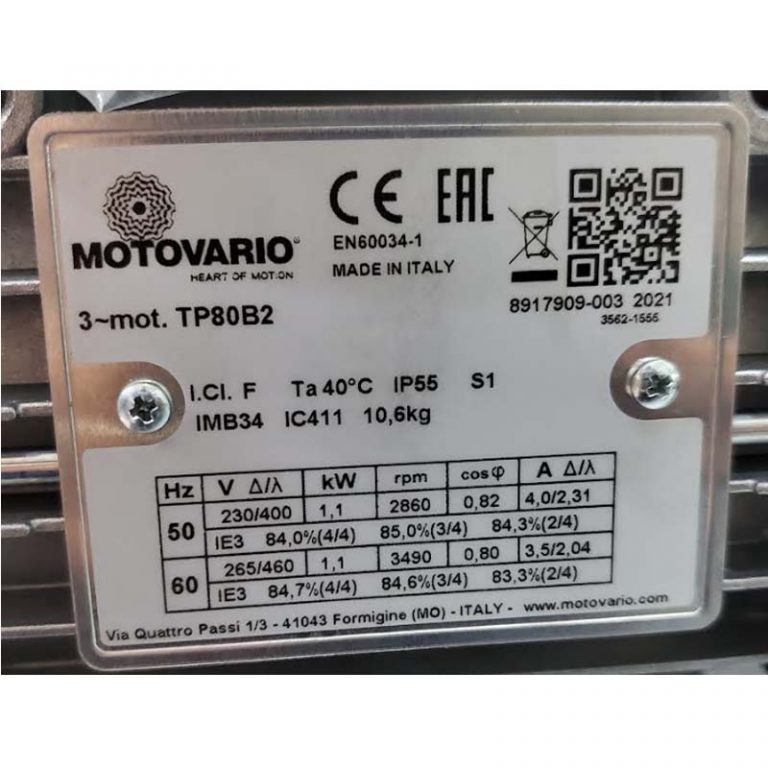 MOTOVARIO®
HEART OF MOTION
CE EAC
EN60034-1
MADE IN ITALY
8917909-003 2021
3562-1555
3~mot. TP80B2
I.Cl. F Ta 40°C IP55 S1
IMB34 IC411 10,6kg
Hz V Δ/λ kW rpm cosφ A Δ/λ
50 230/400 1,1 2860 0,82 4,0/2,31
IE3 84,0%(4/4) 85,0%(3/4) 84,3%(2/4)
60 265/460 1,1 3490 0,80 3,5/2,04
IE3 84,7%(4/4) 84,6%(3/4) 83,3%(2/4)
Via Quattro Passi 1/3 - 41043 Formigine (MO) - ITALY - www.motovario.com